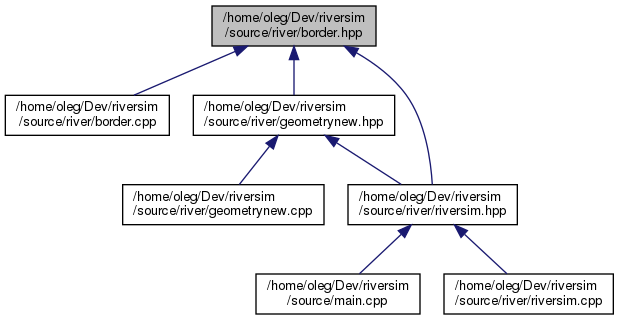 /home/oleg/Dev/riversim
/source/river/border.hpp
/home/oleg/Dev/riversim
/source/river/border.cpp
/home/oleg/Dev/riversim
/source/river/geometrynew.hpp
/home/oleg/Dev/riversim
/source/river/geometrynew.cpp
/home/oleg/Dev/riversim
/source/river/riversim.hpp
/home/oleg/Dev/riversim
/source/main.cpp
/home/oleg/Dev/riversim
/source/river/riversim.cpp